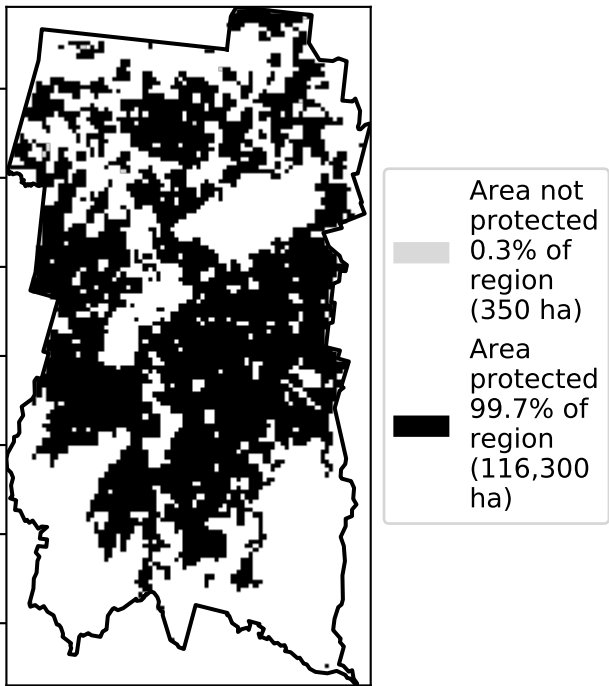 Area not
protected
0.3% of
region
(350 ha)
Area
protected
99.7% of
region
(116,300
ha)